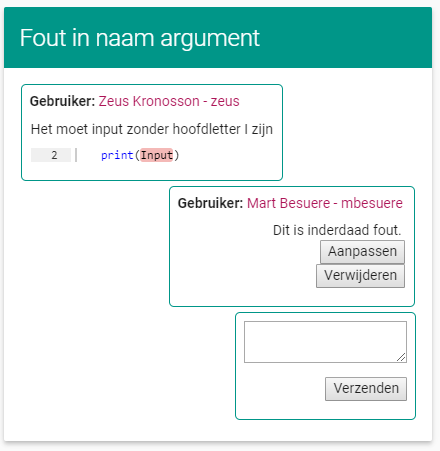 Fout in naam argument
Gebruiker: Zeus Kronosson - zeus
Het moet input zonder hoofdletter I zijn
2 print(Input)
Gebruiker: Mart Besuere - mbesuere
Dit is inderdaad fout.
Aanpassen
Verwijderen
Verzenden